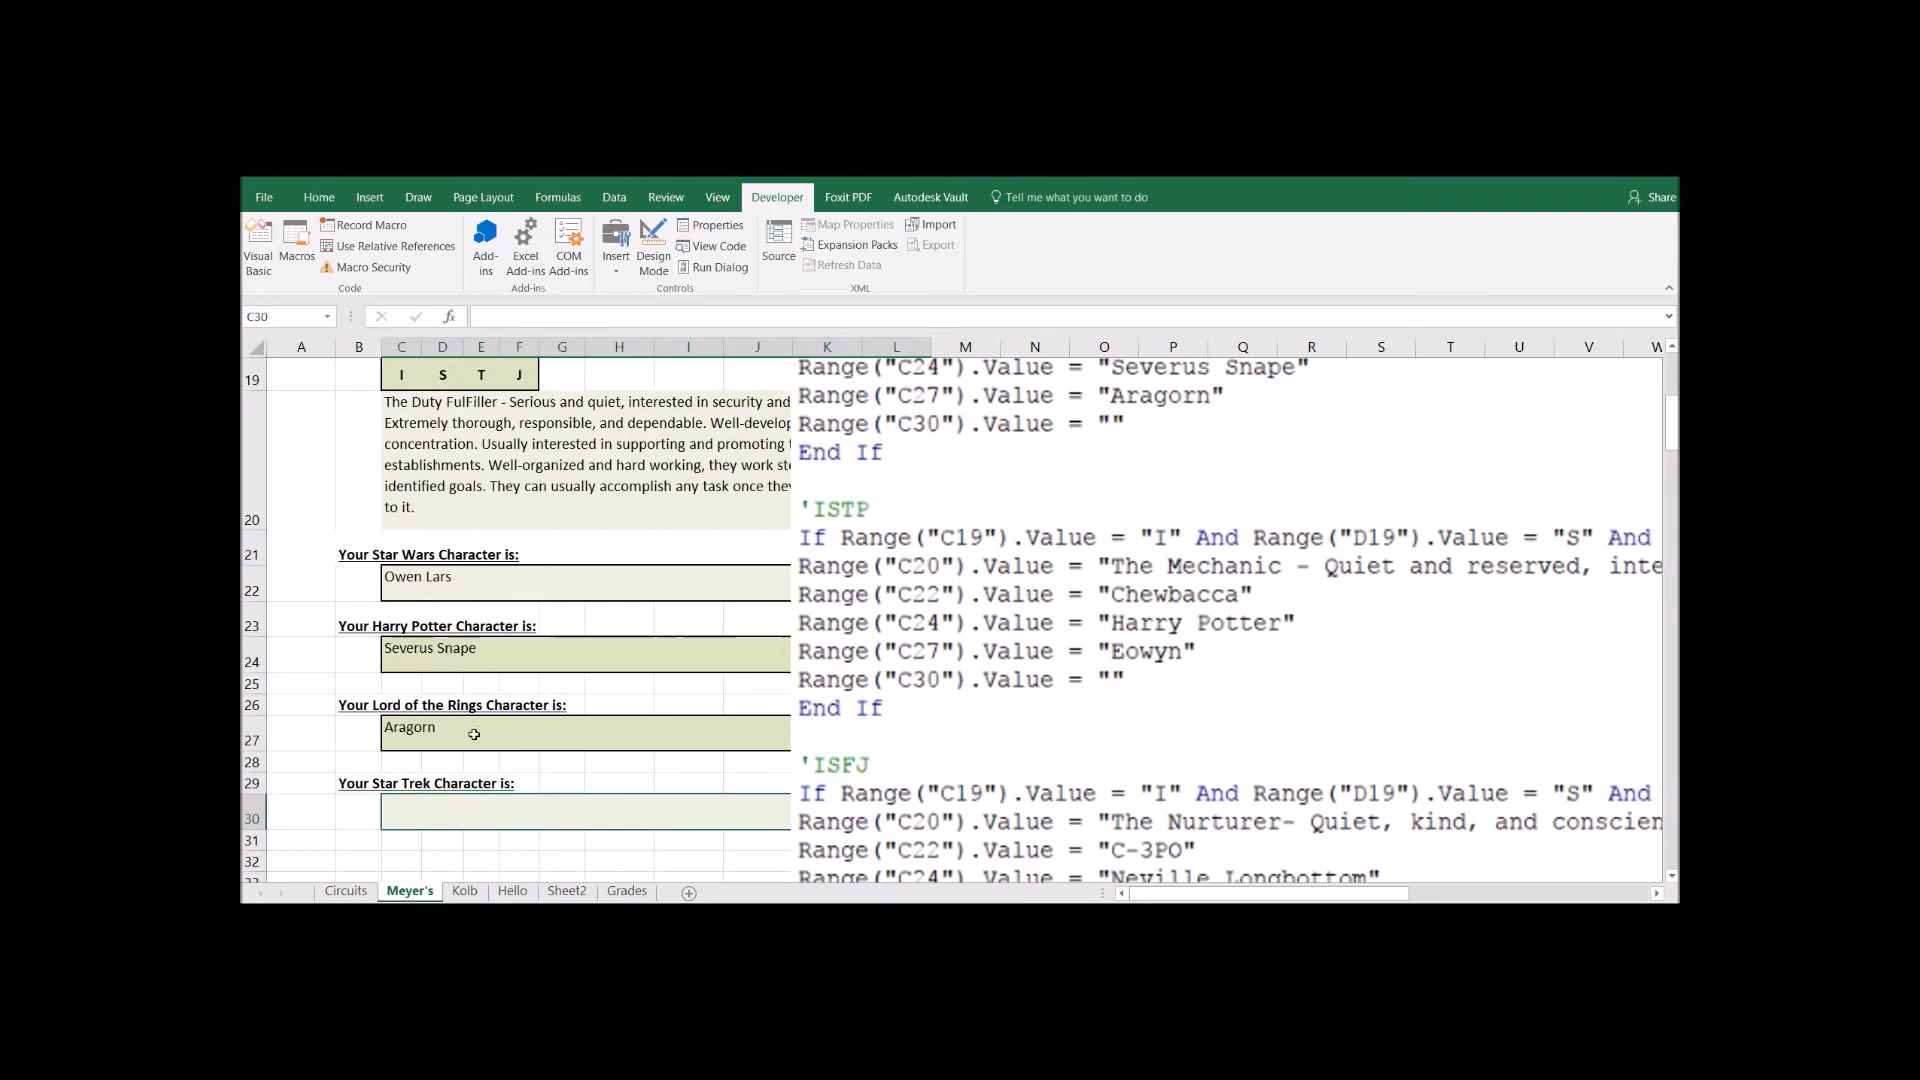 File Home Insert Draw Page Layout Formulas Data Review View Developer Foxit PDF Autodesk Vault Tell me what you want to do Share
Visual Basic
Macros
Record Macro
Use Relative References
Macro Security
Code
Add-ins
Excel Add-ins
COM Add-ins
Add-ins
Insert
Design Mode
Properties
View Code
Run Dialog
Controls
Source
Map Properties
Expansion Packs
Refresh Data
Import
Export
XML
C30
fx
A B C D E F G H I J K L M N O P Q R S T U V W
19
I S T J
20
The Duty FulFiller - Serious and quiet, interested in security and
Extremely thorough, responsible, and dependable. Well-develop
concentration. Usually interested in supporting and promoting t
establishments. Well-organized and hard working, they work ste
identified goals. They can usually accomplish any task once they
to it.
21 Your Star Wars Character is:
22 Owen Lars
23 Your Harry Potter Character is:
24 Severus Snape
25
26 Your Lord of the Rings Character is:
27 Aragorn
28
29 Your Star Trek Character is:
30
31
32
Range("C24").Value = "Severus Snape"
Range("C27").Value = "Aragorn"
Range("C30").Value = ""
End If
'ISTP
If Range("C19").Value = "I" And Range("D19").Value = "S" And
Range("C20").Value = "The Mechanic - Quiet and reserved, inte
Range("C22").Value = "Chewbacca"
Range("C24").Value = "Harry Potter"
Range("C27").Value = "Eowyn"
Range("C30").Value = ""
End If
'ISFJ
If Range("C19").Value = "I" And Range("D19").Value = "S" And
Range("C20").Value = "The Nurturer- Quiet, kind, and conscien
Range("C22").Value = "C-3PO"
Range("C24").Value = "Neville Longbottom"
Circuits Meyer's Kolb Hello Sheet2 Grades